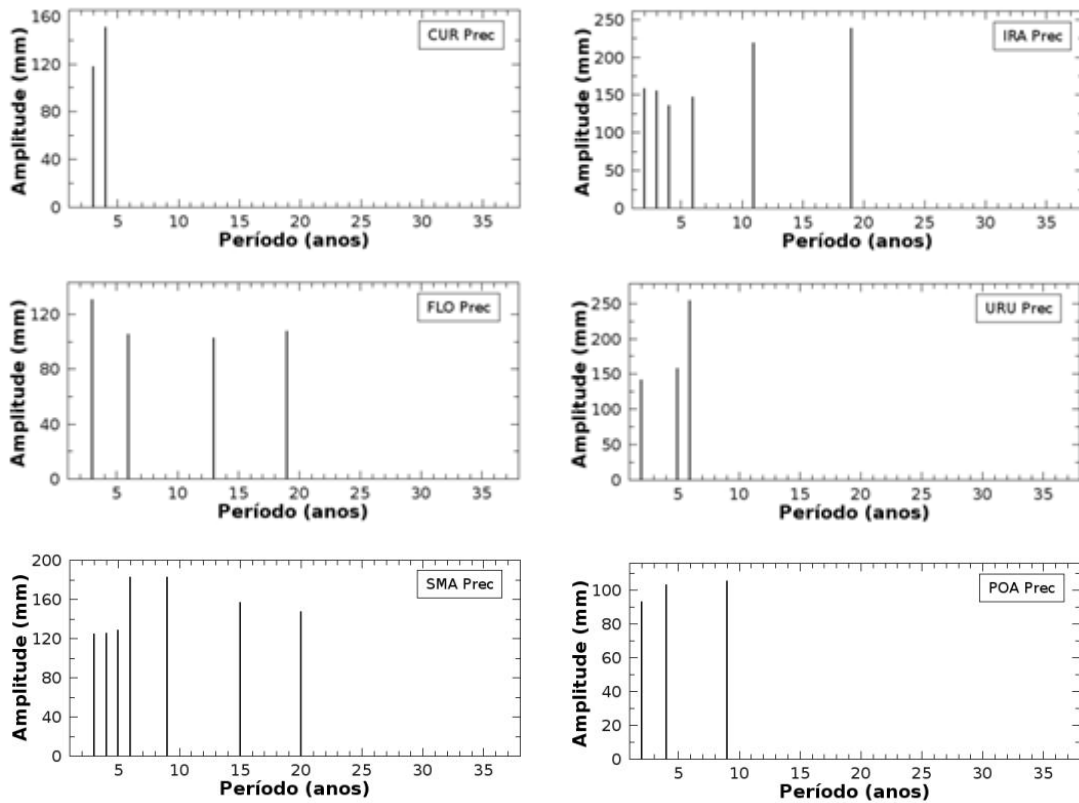 160
120
80
40
0
Amplitude (mm)
CUR Prec
5 10 15 20 25 30 35
Período (anos)
250
200
150
100
50
0
Amplitude (mm)
IRA Prec
5 10 15 20 25 30 35
Período (anos)
120
80
40
0
Amplitude (mm)
FLO Prec
5 10 15 20 25 30 35
Período (anos)
250
200
150
100
50
0
Amplitude (mm)
URU Prec
5 10 15 20 25 30 35
Período (anos)
200
160
120
80
40
0
Amplitude (mm)
SMA Prec
5 10 15 20 25 30 35
Período (anos)
100
80
60
40
20
0
Amplitude (mm)
POA Prec
5 10 15 20 25 30 35
Período (anos)